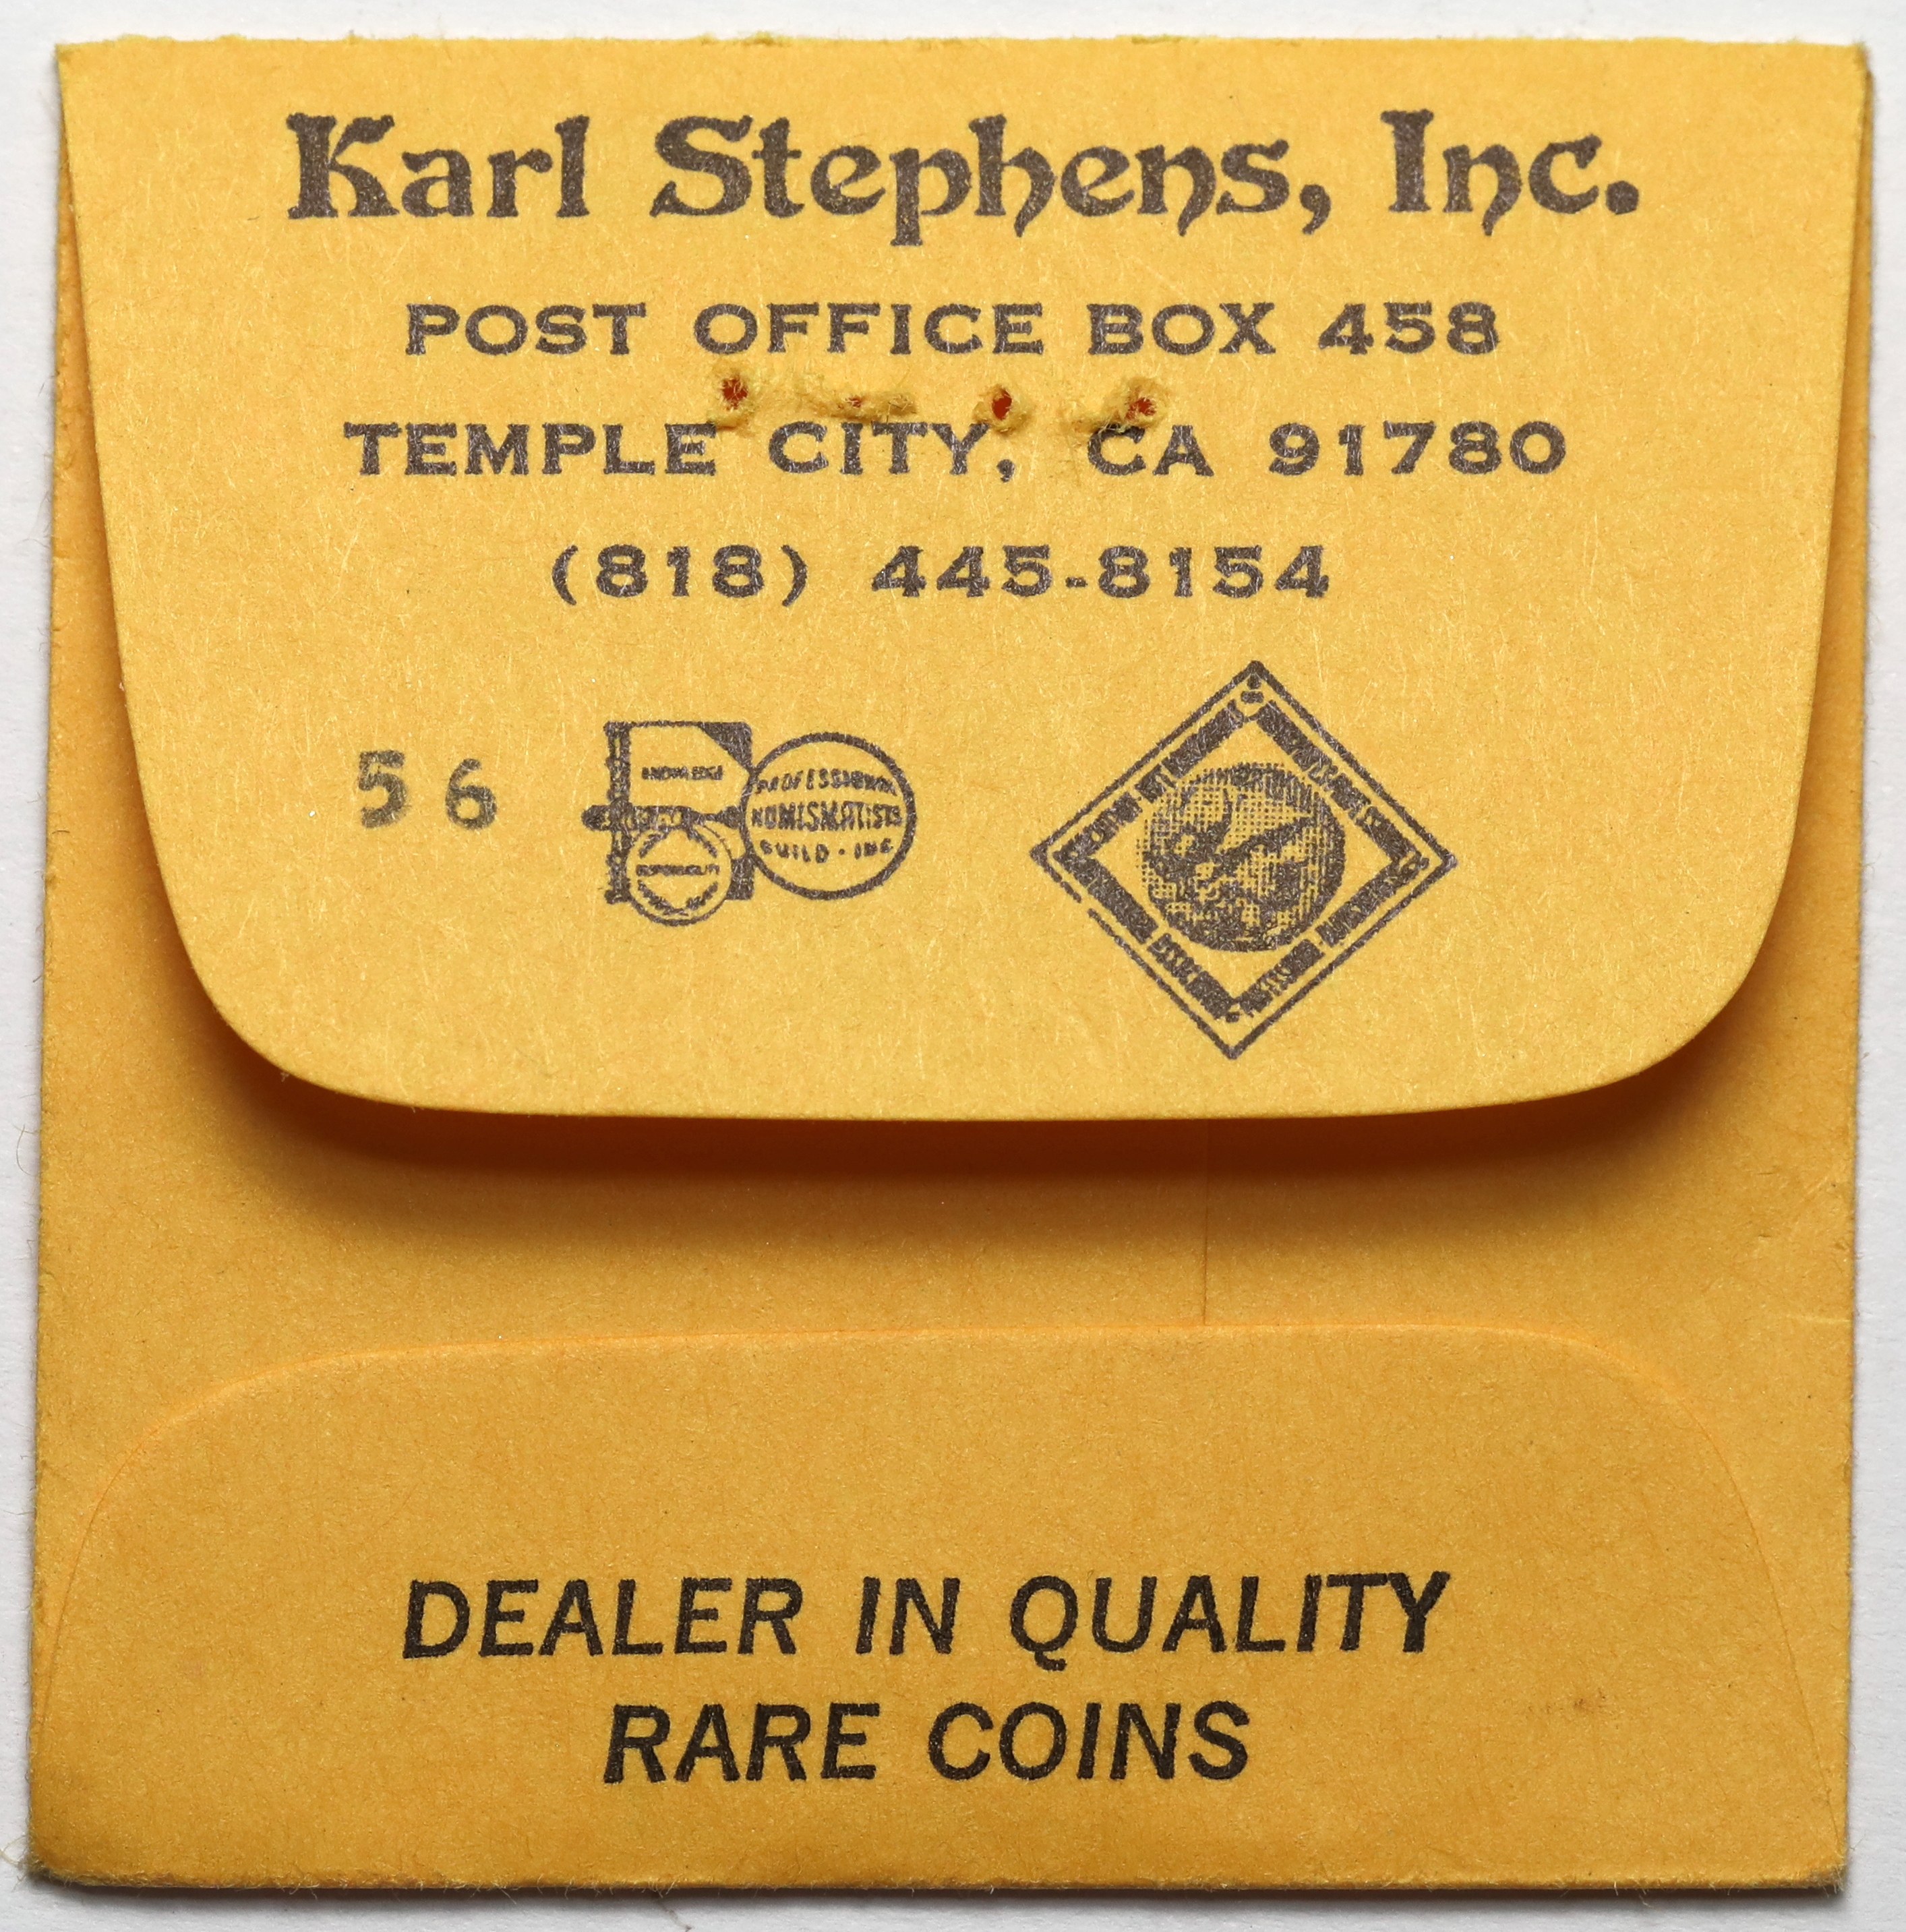 Karl Stephens, Inc.
POST OFFICE BOX 458
TEMPLE CITY, CA 91780
(818) 445-8154
56
KNOWLEDGE
PROFESSIONAL
NUMISMATISTS
GUILD · INC
DEALER IN QUALITY
RARE COINS